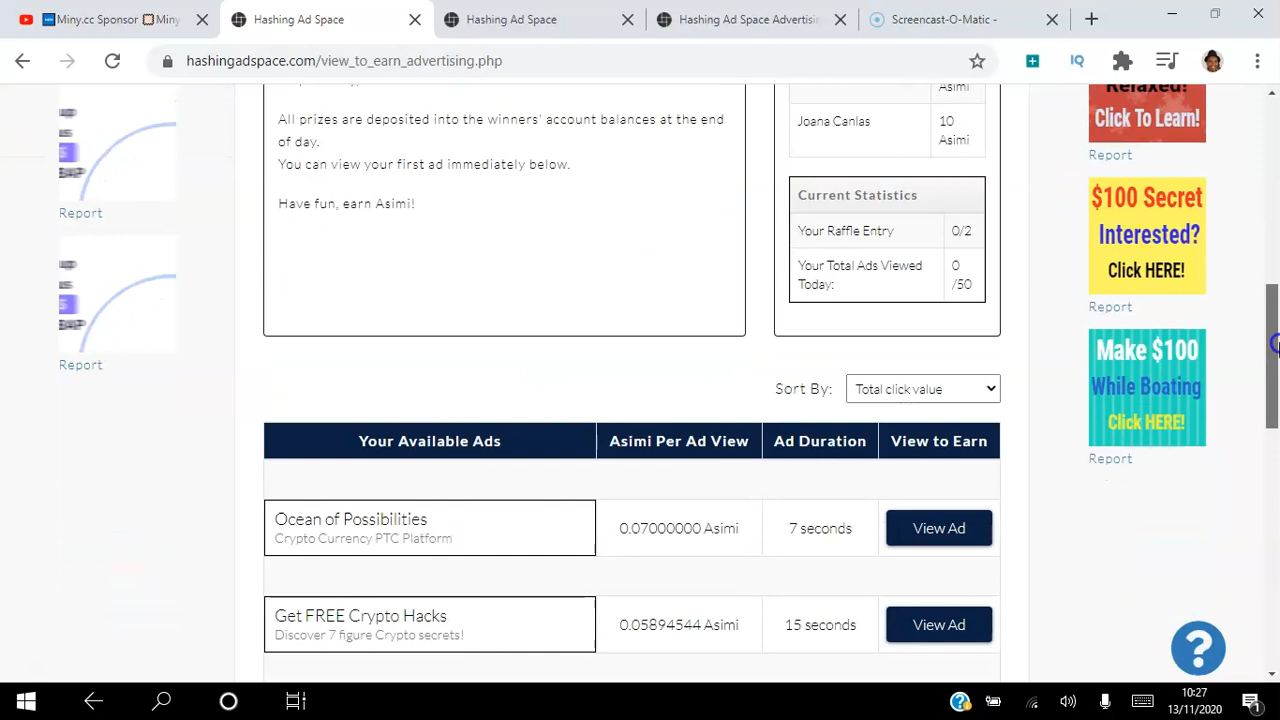 Miny.cc Sponsor
Miny
Hashing Ad Space
Hashing Ad Space
Hashing Ad Space Advertisin
Screencast-O-Matic -
hashingadspace.com/view_to_earn_advertising.php
IQ
All prizes are deposited into the winners' account balances at the end
of day.
You can view your first ad immediately below.
Have fun, earn Asimi!
Asimi
Joana Canlas
10
Asimi
Current Statistics
Your Raffle Entry
0/2
Your Total Ads Viewed
Today:
0
/50
Report
Report
Relaxed!
Click To Learn!
Report
$100 Secret
Interested?
Click HERE!
Report
Make $100
While Boating
Click HERE!
Report
Sort By:
Total click value
Your Available Ads
Asimi Per Ad View
Ad Duration
View to Earn
Ocean of Possibilities
Crypto Currency PTC Platform
0.07000000 Asimi
7 seconds
View Ad
Get FREE Crypto Hacks
Discover 7 figure Crypto secrets!
0.05894544 Asimi
15 seconds
View Ad
?
10:27
13/11/2020
1